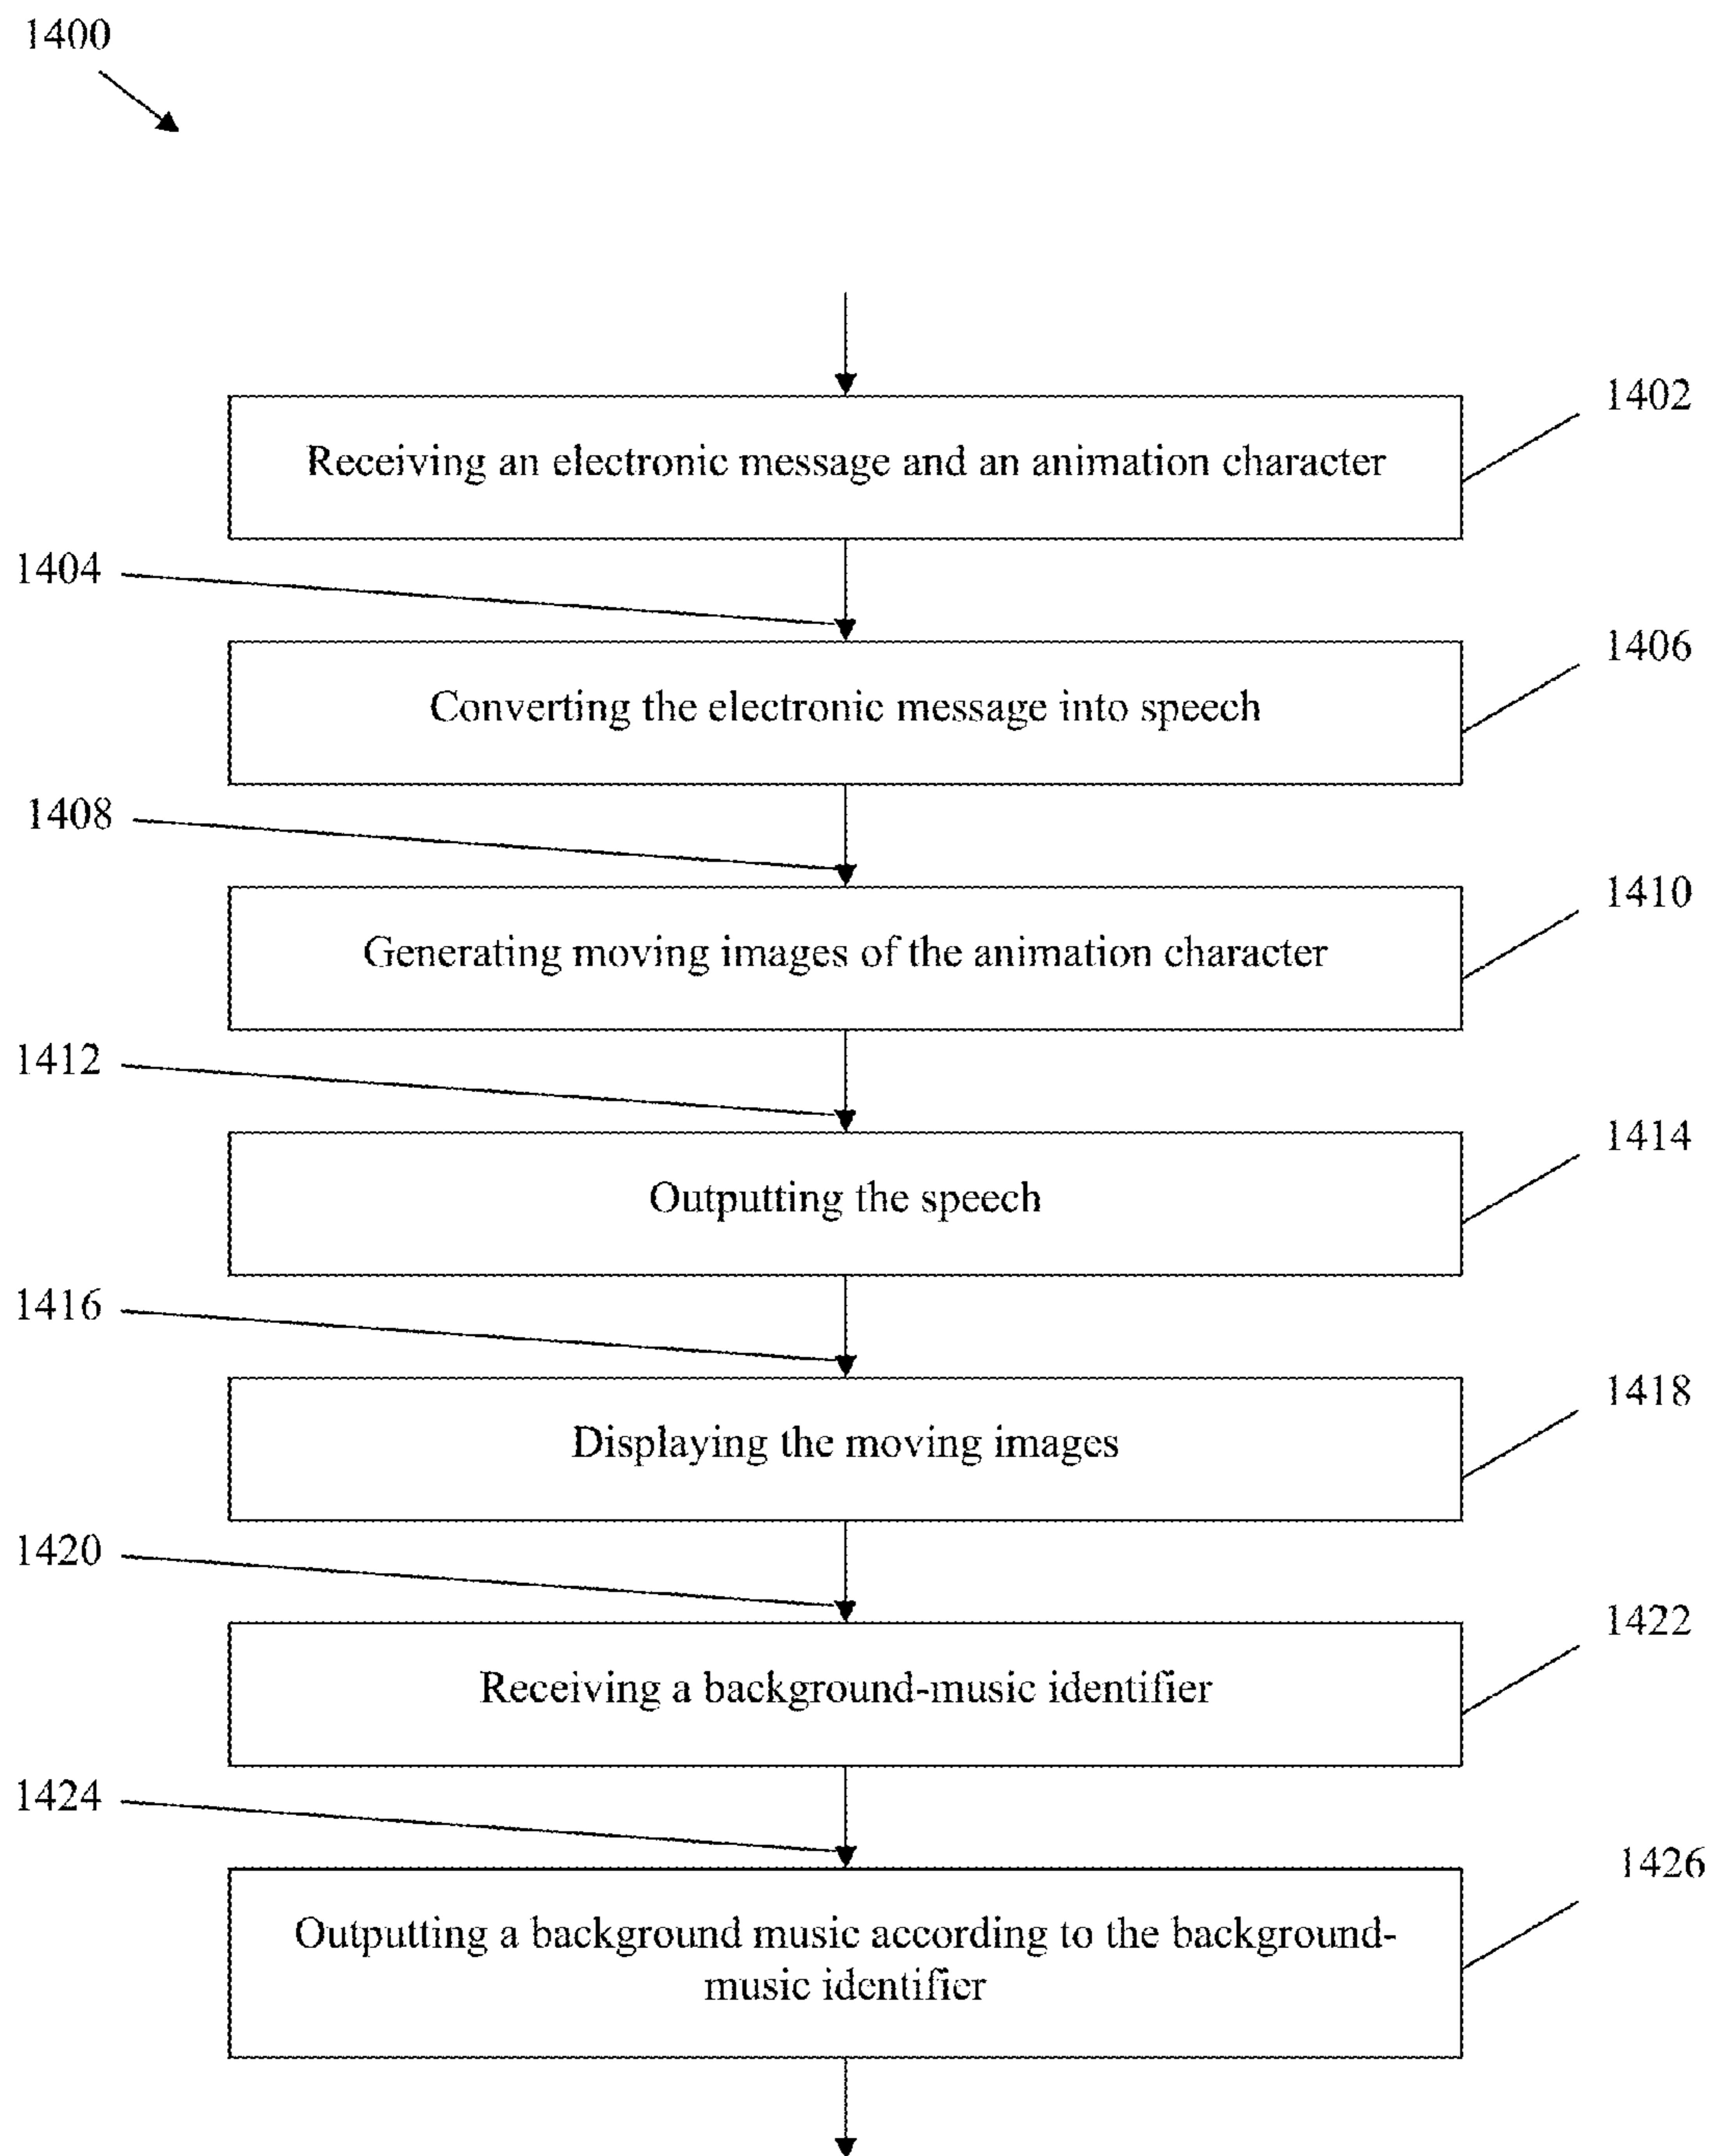 1400
Receiving an electronic message and an animation character
1402
1404
Converting the electronic message into speech
1406
1408
Generating moving images of the animation character
1410
1412
Outputting the speech
1414
1416
Displaying the moving images
1418
1420
Receiving a background-music identifier
1422
1424
Outputting a background music according to the background-
music identifier
1426